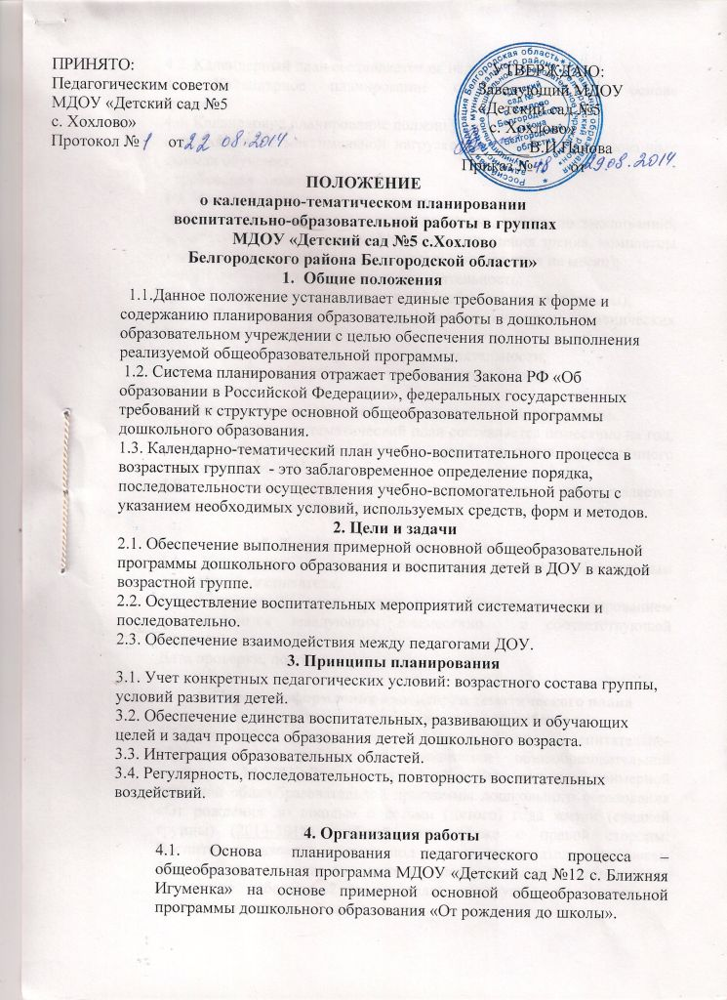 ПРИНЯТО:
Педагогическим советом
МДОУ «Детский сад №5
с. Хохлово»
Протокол № 1 от 22 08.2014.
УТВЕРЖДАЮ:
Заведующий МДОУ
«Детский сад №5
с. Хохлово»
В.И.Панова
Приказ № 48 от 29 08. 2014.
ПОЛОЖЕНИЕ
о календарно-тематическом планировании
воспитательно-образовательной работы в группах
МДОУ «Детский сад №5 с.Хохлово
Белгородского района Белгородской области»
1. Общие положения
1.1.Данное положение устанавливает единые требования к форме и
содержанию планирования образовательной работы в дошкольном
образовательном учреждении с целью обеспечения полноты выполнения
реализуемой общеобразовательной программы.
1.2. Система планирования отражает требования Закона РФ «Об
образовании в Российской Федерации», федеральных государственных
требований к структуре основной общеобразовательной программы
дошкольного образования.
1.3. Календарно-тематический план учебно-воспитательного процесса в
возрастных группах - это заблаговременное определение порядка,
последовательности осуществления учебно-вспомогательной работы с
указанием необходимых условий, используемых средств, форм и методов.
2. Цели и задачи
2.1. Обеспечение выполнения примерной основной общеобразовательной
программы дошкольного образования и воспитания детей в ДОУ в каждой
возрастной группе.
2.2. Осуществление воспитательных мероприятий систематически и
последовательно.
2.3. Обеспечение взаимодействия между педагогами ДОУ.
3. Принципы планирования
3.1. Учет конкретных педагогических условий: возрастного состава группы,
условий развития детей.
3.2. Обеспечение единства воспитательных, развивающих и обучающих
целей и задач процесса образования детей дошкольного возраста.
3.3. Интеграция образовательных областей.
3.4. Регулярность, последовательность, повторность воспитательных
воздействий.
4. Организация работы
4.1. Основа планирования педагогического процесса –
общеобразовательная программа МДОУ «Детский сад №12 с. Ближняя
Игуменка» на основе примерной основной общеобразовательной
программы дошкольного образования «От рождения до школы».